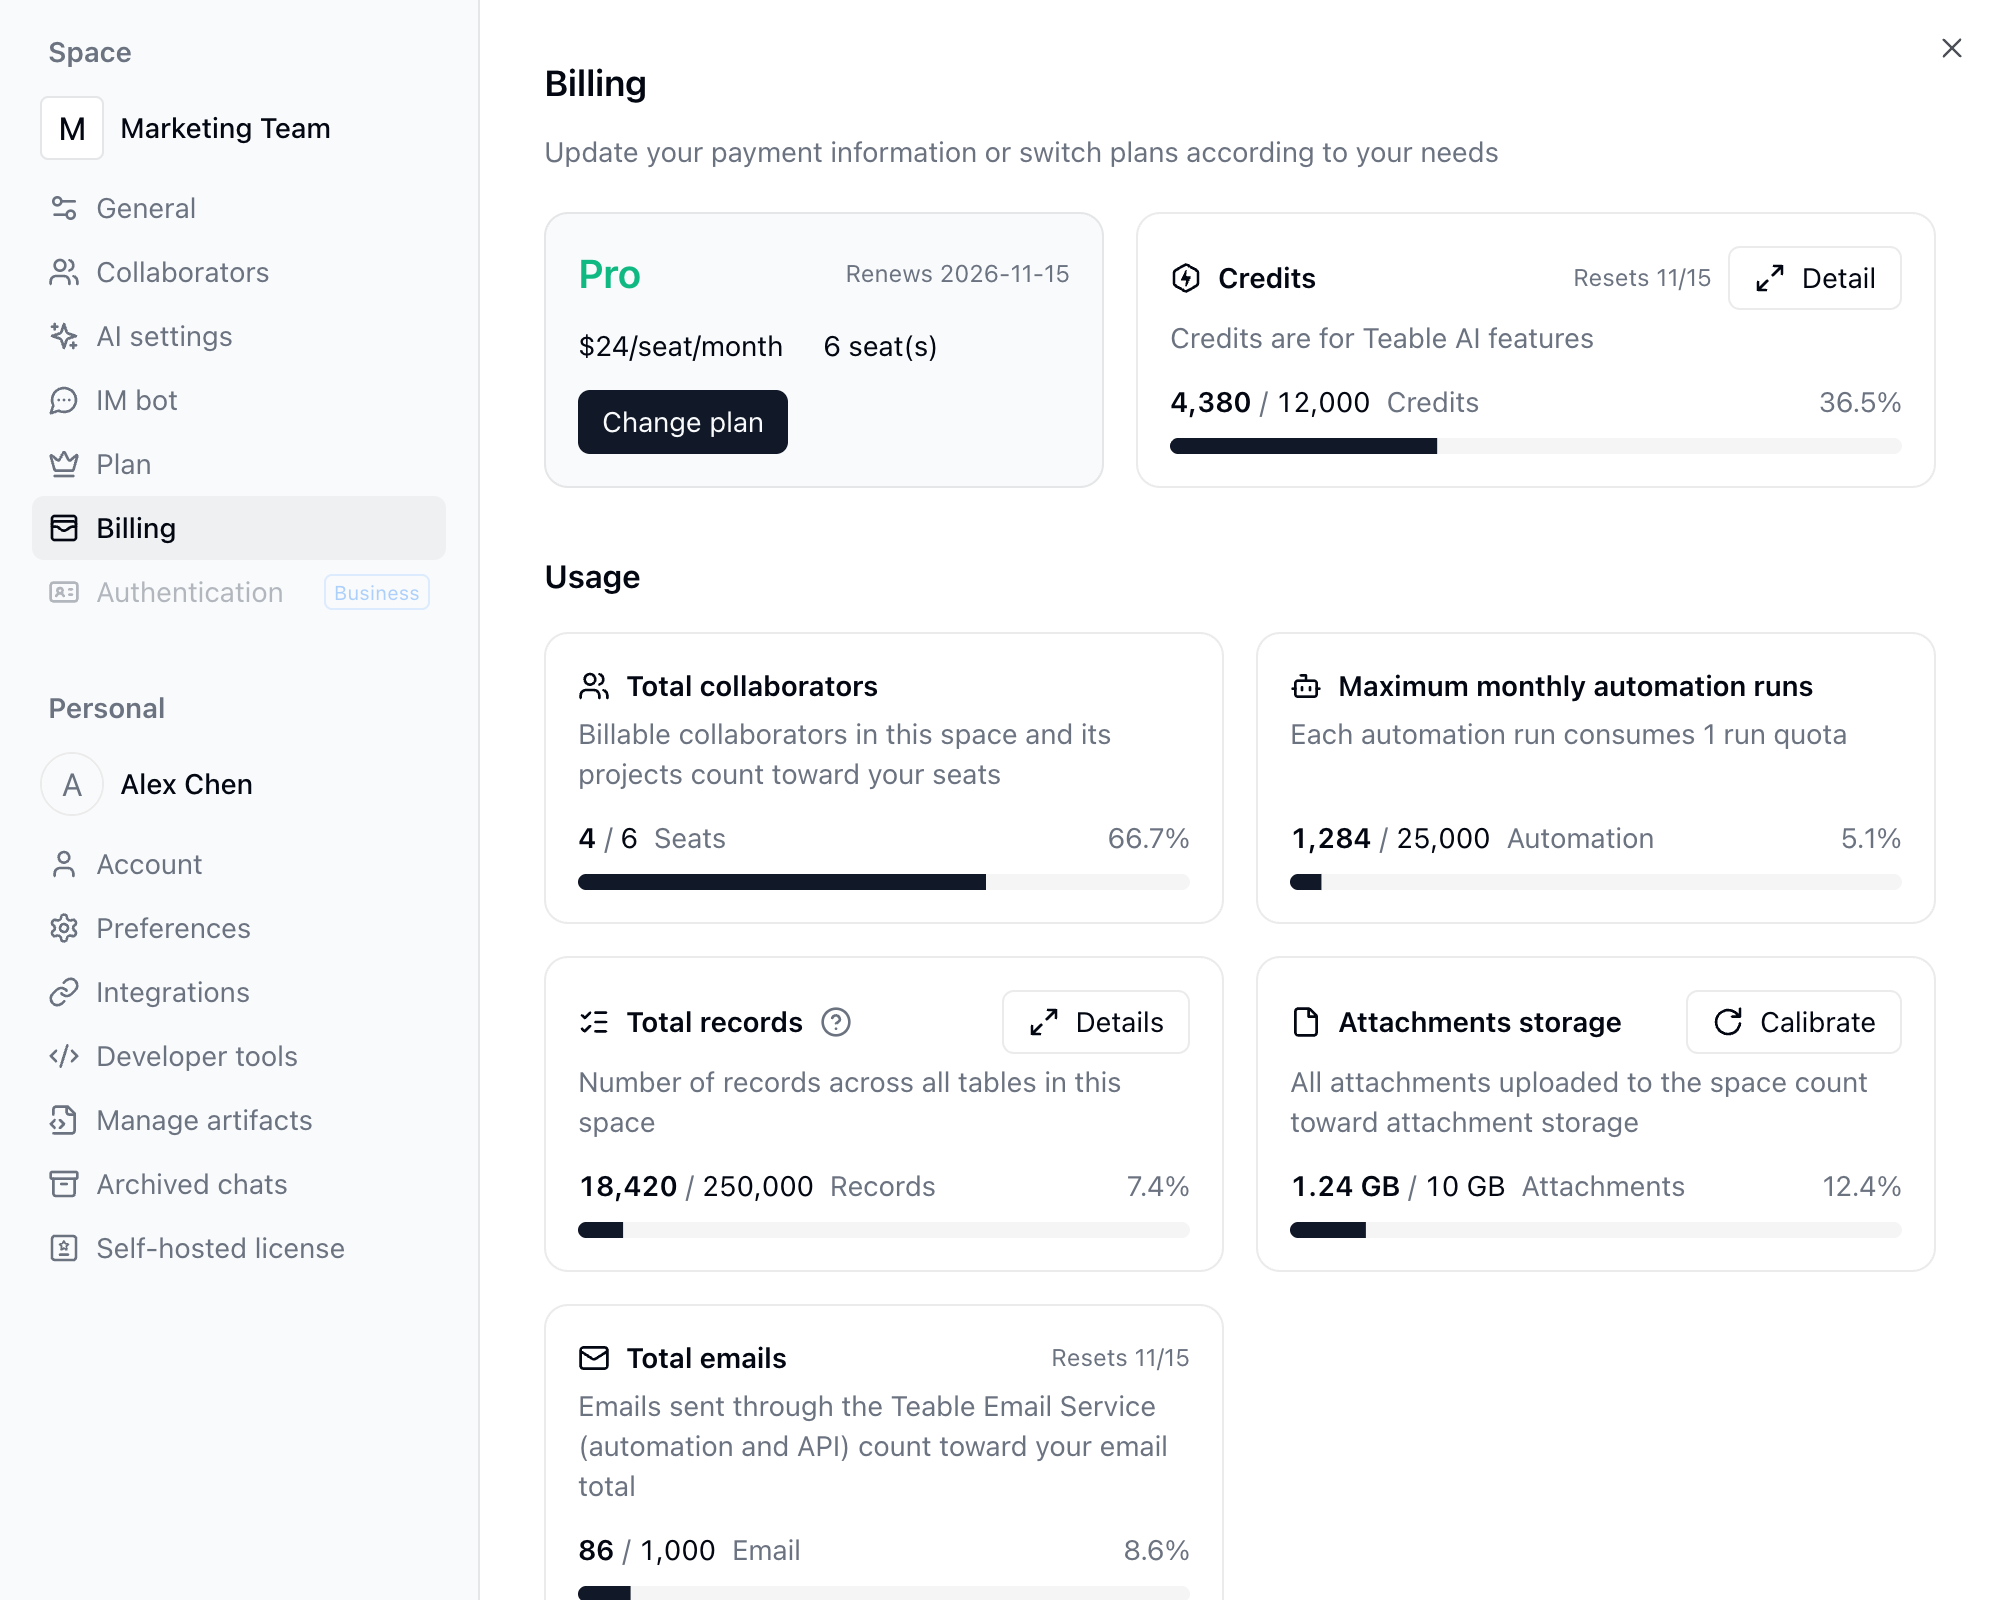 Space
M Marketing Team
General
Collaborators
AI settings
IM bot
Plan
Billing
Authentication Business
Personal
A Alex Chen
Account
Preferences
Integrations
Developer tools
Manage artifacts
Archived chats
Self-hosted license
Billing
Update your payment information or switch plans according to your needs
Pro Renews 2026-11-15
$24/seat/month 6 seat(s)
Change plan
Credits Resets 11/15 Detail
Credits are for Teable AI features
4,380 / 12,000 Credits 36.5%
Usage
Total collaborators
Billable collaborators in this space and its
projects count toward your seats
4 / 6 Seats 66.7%
Maximum monthly automation runs
Each automation run consumes 1 run quota
1,284 / 25,000 Automation 5.1%
Total records Details
Number of records across all tables in this
space
18,420 / 250,000 Records 7.4%
Attachments storage Calibrate
All attachments uploaded to the space count
toward attachment storage
1.24 GB / 10 GB Attachments 12.4%
Total emails Resets 11/15
Emails sent through the Teable Email Service
(automation and API) count toward your email
total
86 / 1,000 Email 8.6%